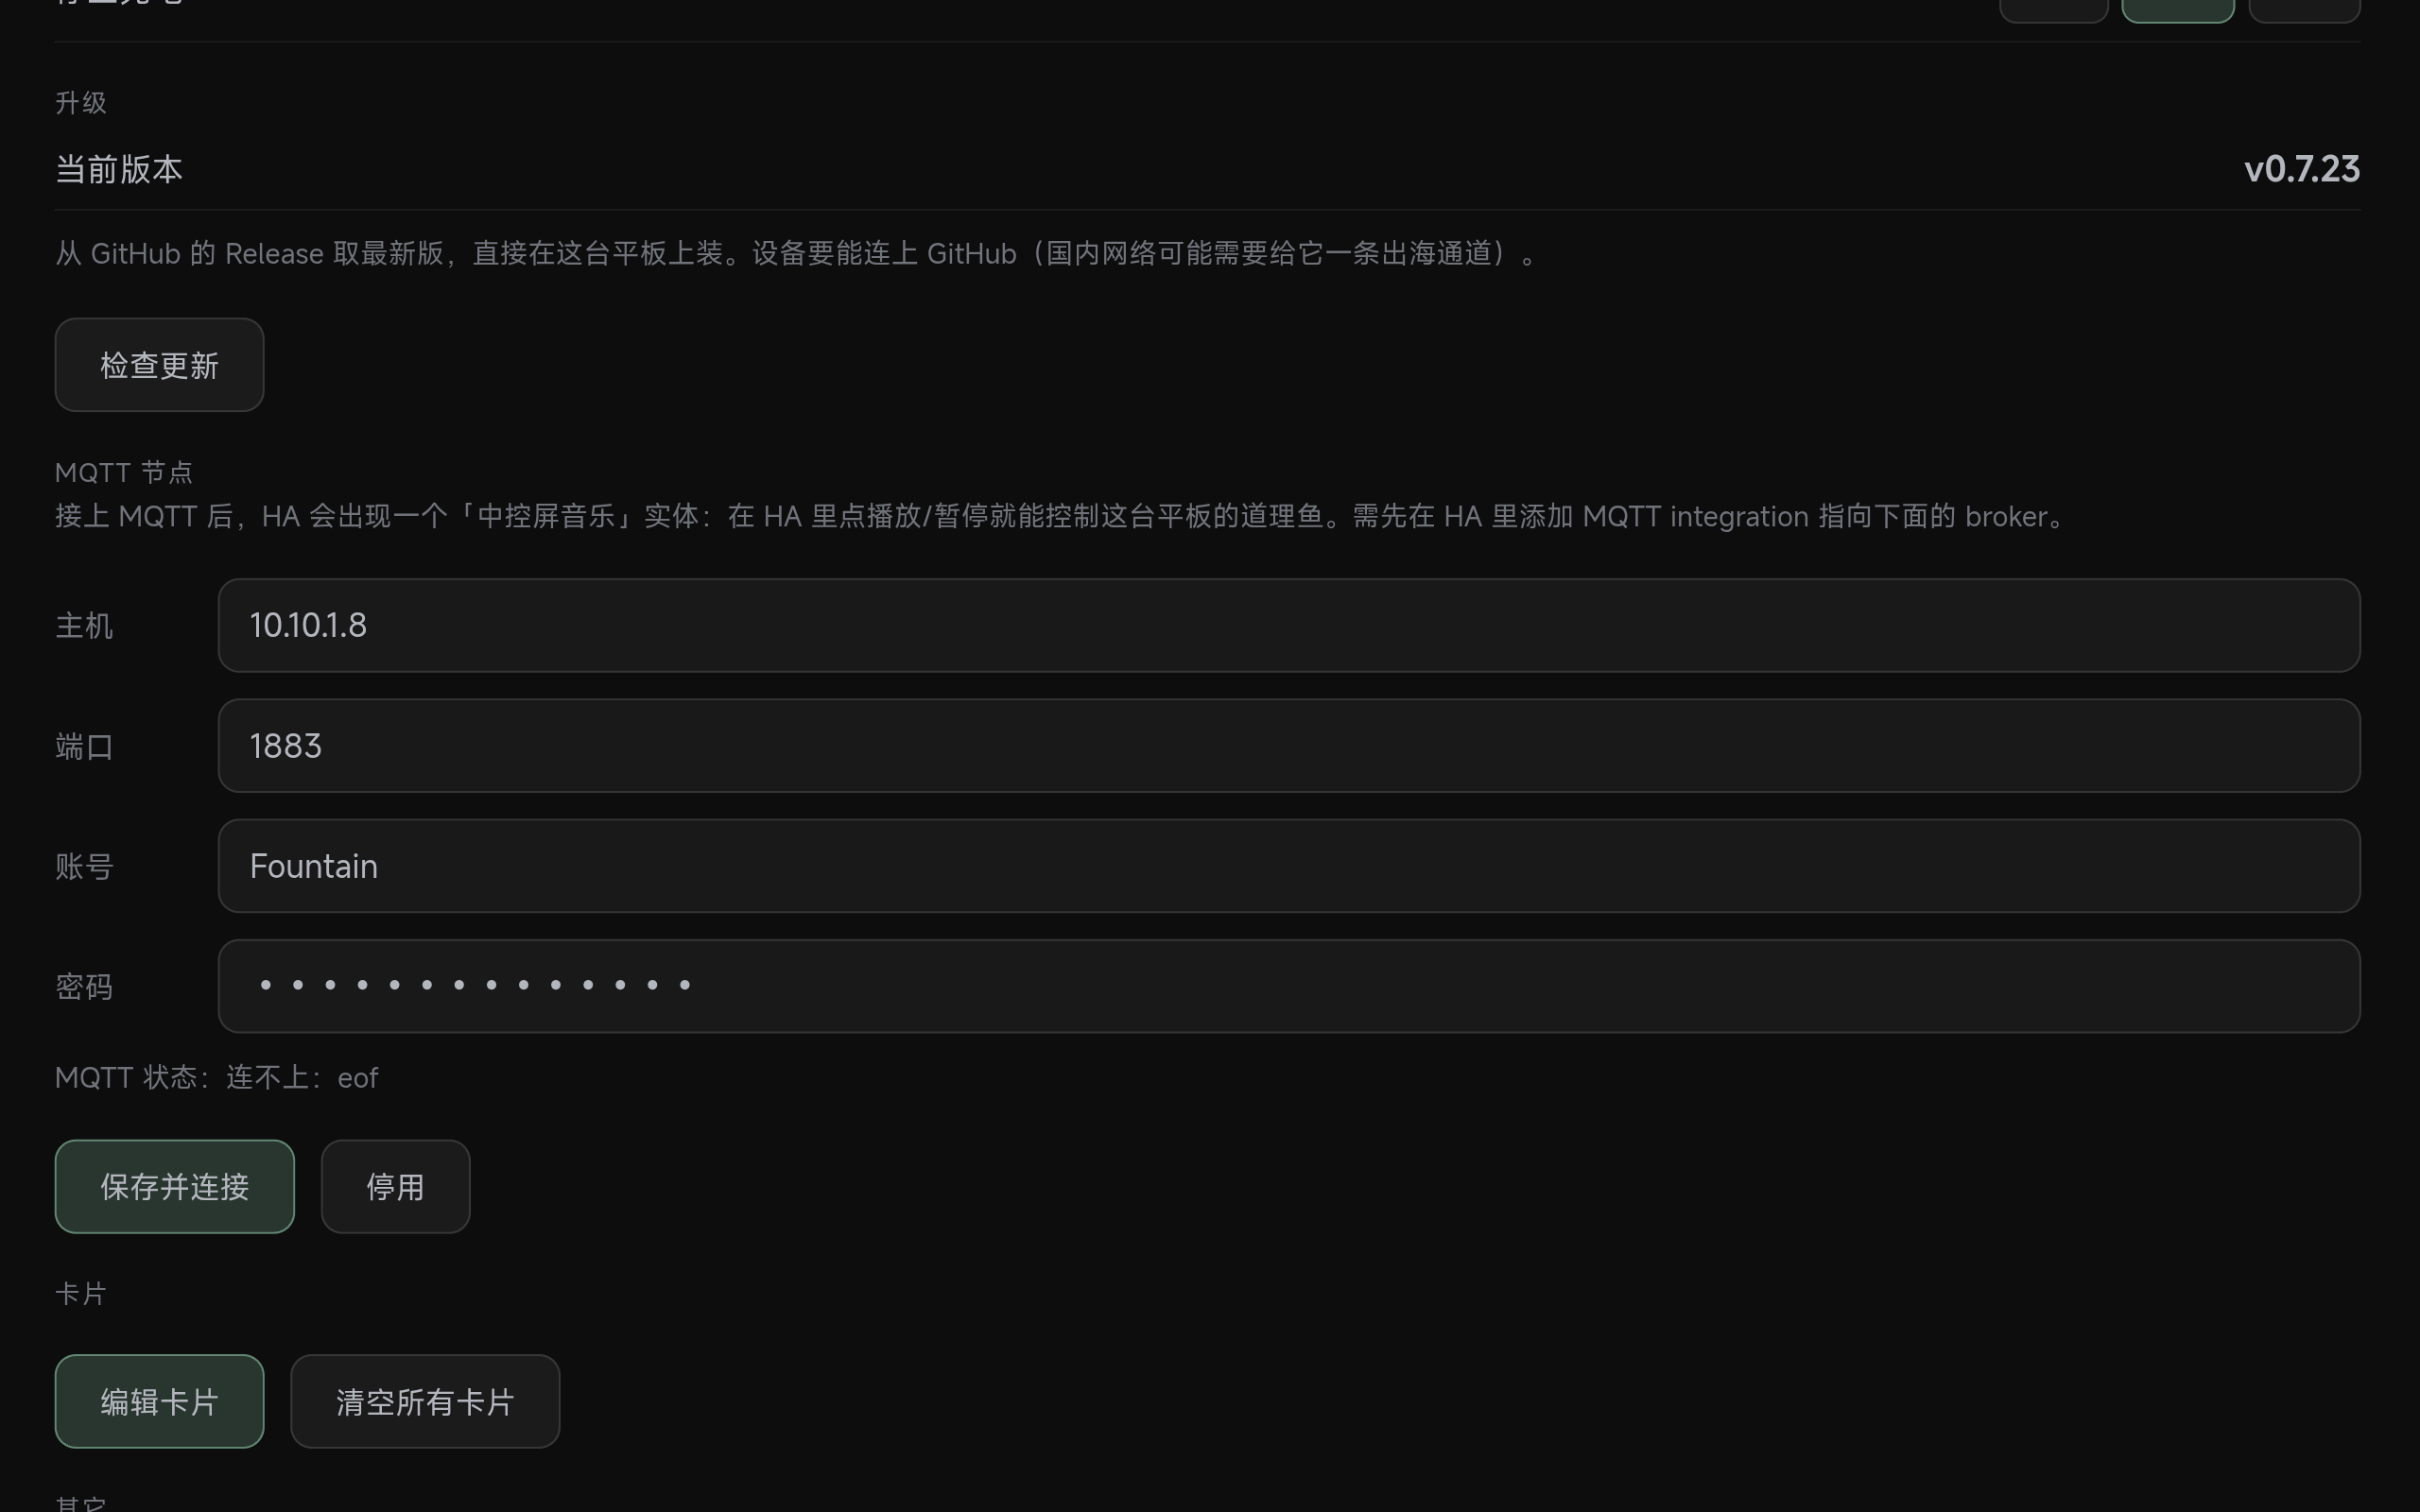 升级
当前版本
v0.7.23
从 GitHub 的 Release 取最新版，直接在这台平板上装。设备要能连上 GitHub（国内网络可能需要给它一条出海通道）。
检查更新
MQTT 节点
接上 MQTT 后，HA 会出现一个「中控屏音乐」实体：在 HA 里点播放/暂停就能控制这台平板的道理鱼。需先在 HA 里添加 MQTT integration 指向下面的 broker。
主机
10.10.1.8
端口
1883
账号
Fountain
密码
••••••••••••••
MQTT 状态：连不上：eof
保存并连接
停用
卡片
编辑卡片
清空所有卡片
其它